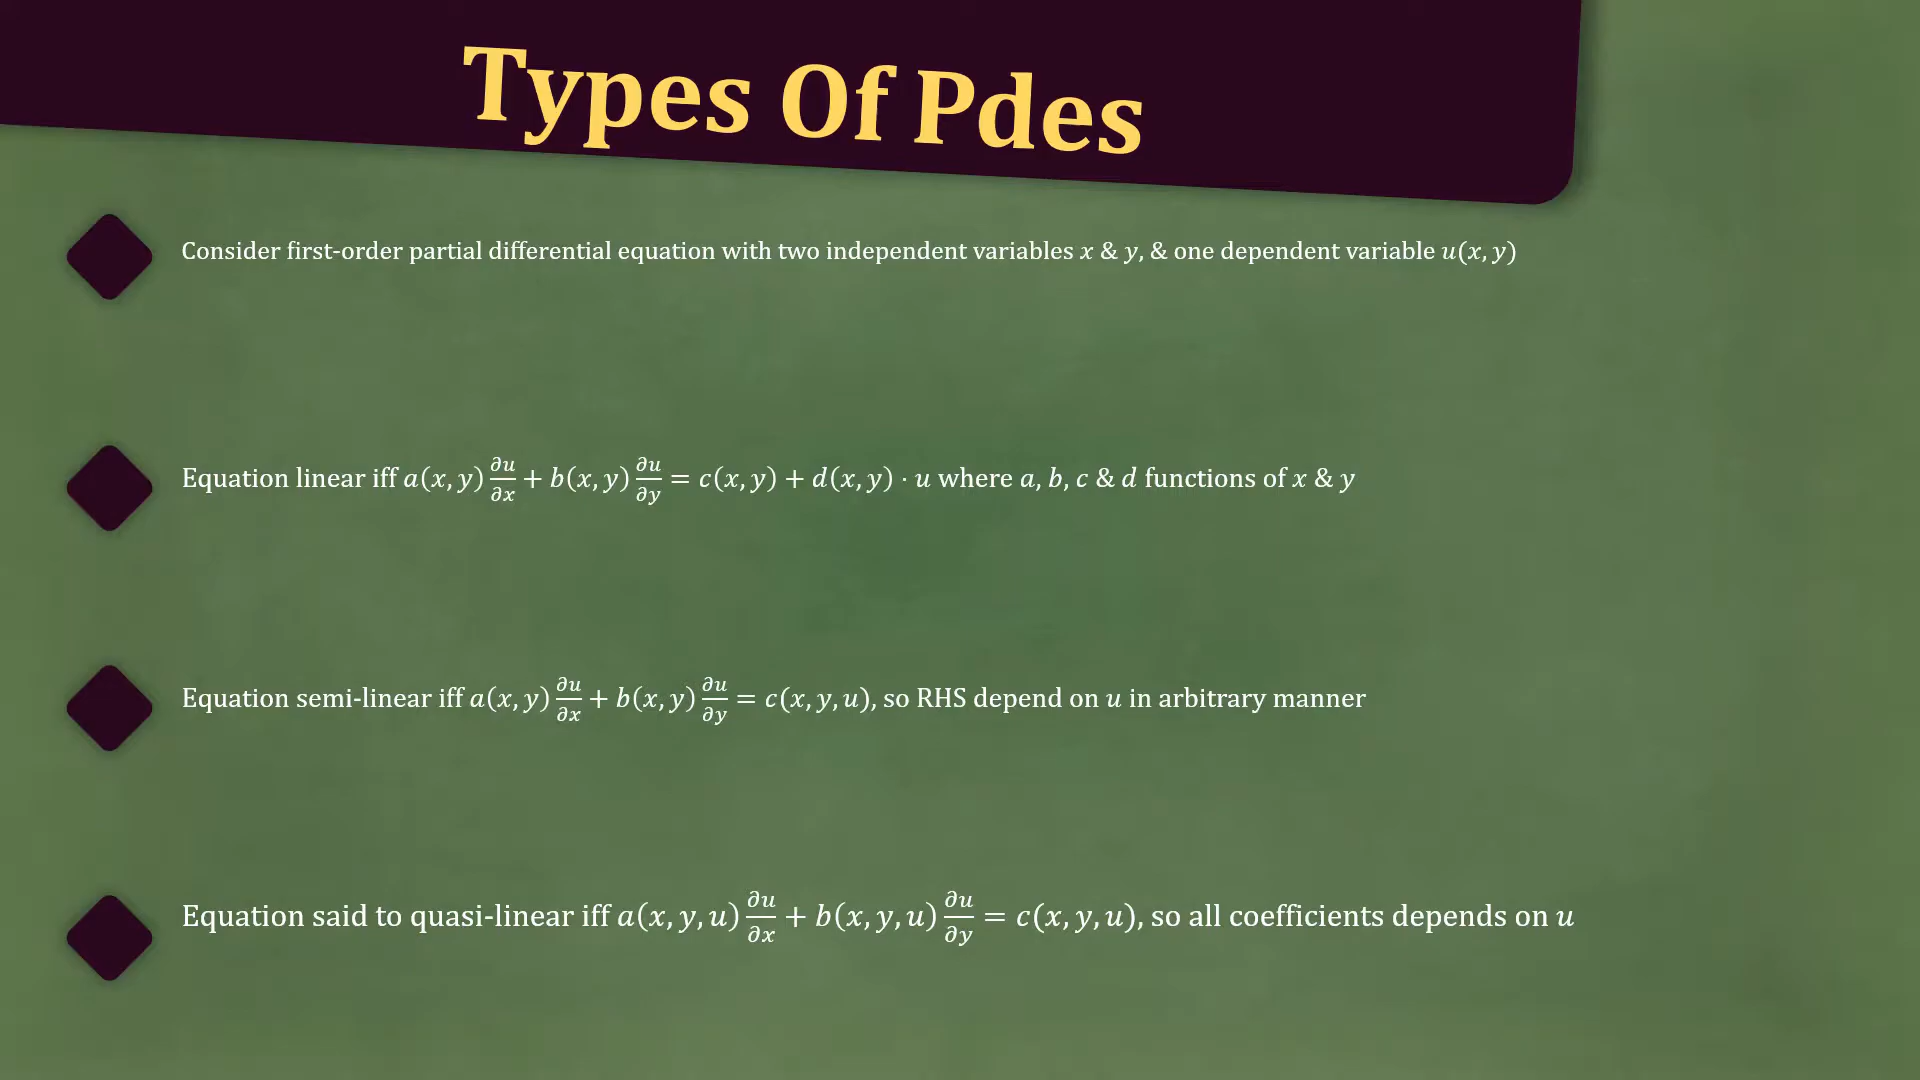 Types Of Pdes
Consider first-order partial differential equation with two independent variables x & y, & one dependent variable u(x, y)
Equation linear iff a(x, y) ∂u/∂x + b(x, y) ∂u/∂y = c(x, y) + d(x, y) · u where a, b, c & d functions of x & y
Equation semi-linear iff a(x, y) ∂u/∂x + b(x, y) ∂u/∂y = c(x, y, u), so RHS depend on u in arbitrary manner
Equation said to quasi-linear iff a(x, y, u) ∂u/∂x + b(x, y, u) ∂u/∂y = c(x, y, u), so all coefficients depends on u